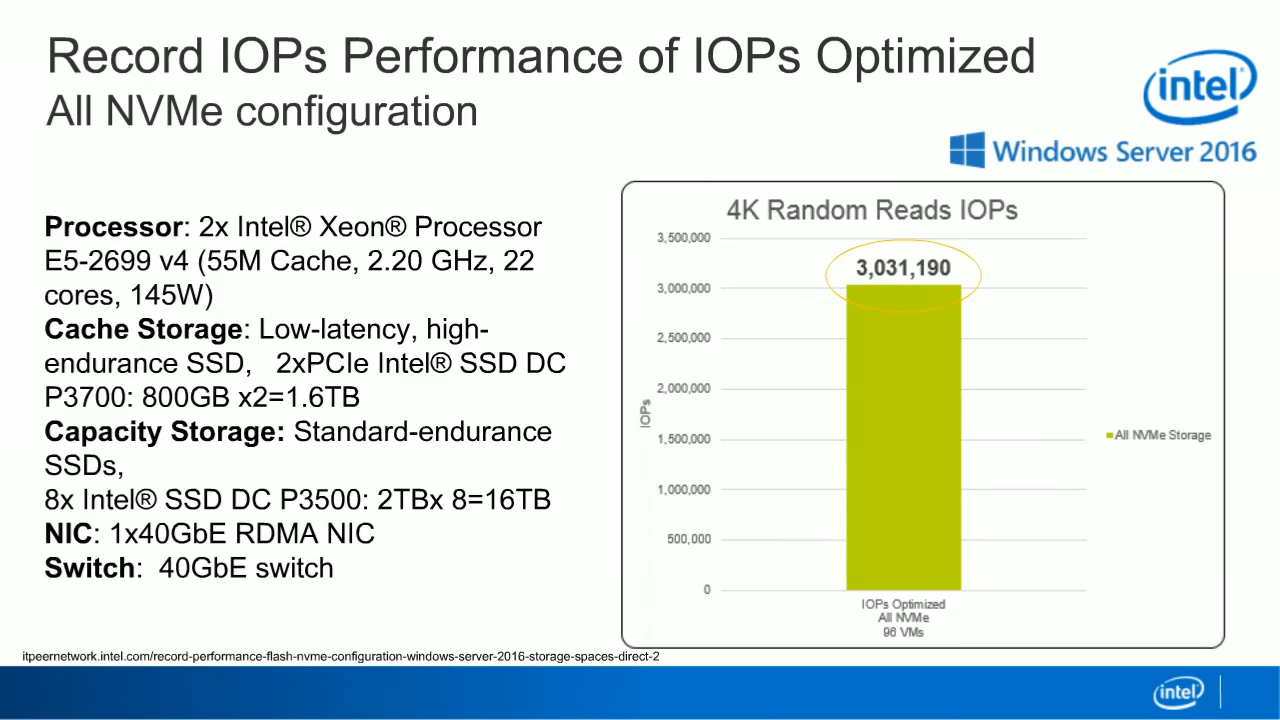 Record IOPs Performance of IOPs Optimized
All NVMe configuration
intel
Windows Server 2016
Processor: 2x Intel® Xeon® Processor
E5-2699 v4 (55M Cache, 2.20 GHz, 22
cores, 145W)
Cache Storage: Low-latency, high-
endurance SSD, 2xPCIe Intel® SSD DC
P3700: 800GB x2=1.6TB
Capacity Storage: Standard-endurance
SSDs,
8x Intel® SSD DC P3500: 2TBx 8=16TB
NIC: 1x40GbE RDMA NIC
Switch: 40GbE switch
4K Random Reads IOPs
3,500,000
3,031,190
3,000,000
2,500,000
2,000,000
1,500,000
1,000,000
500,000
0
IOPs
All NVMe Storage
IOPs Optimized
All NVMe
96 VMs
itpeernetwork.intel.com/record-performance-flash-nvme-configuration-windows-server-2016-storage-spaces-direct-2
intel